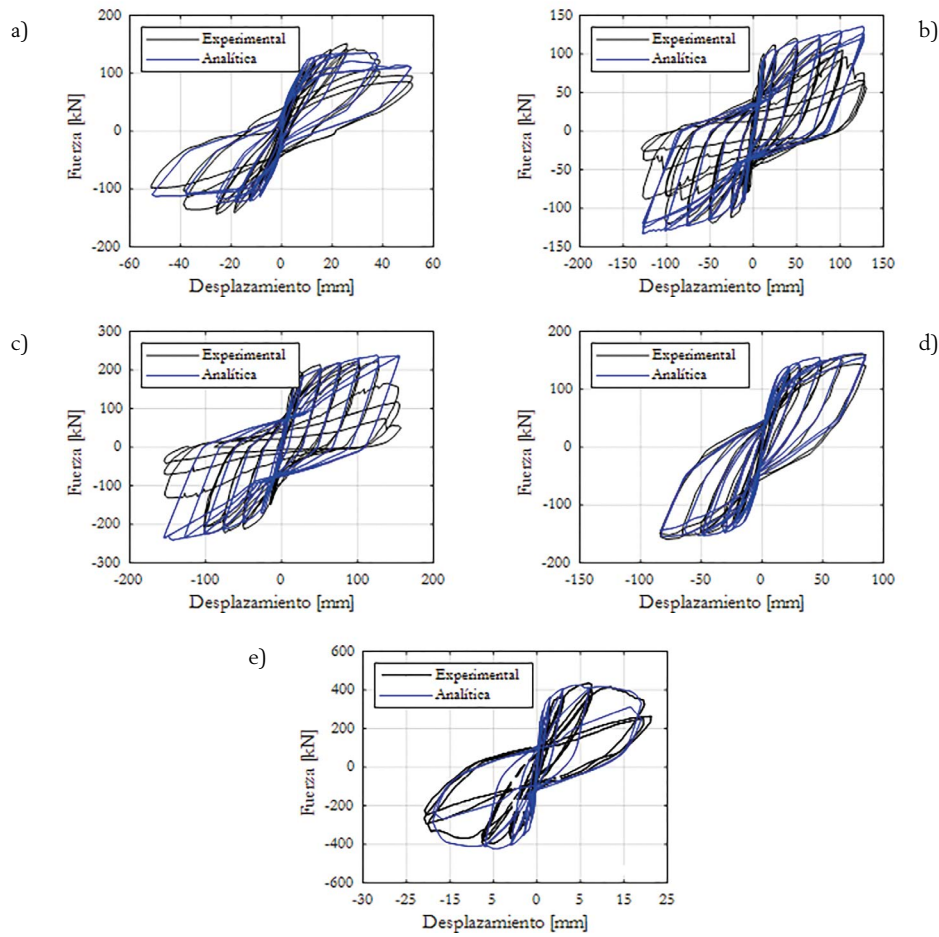 a)
200
100
0
-100
-200
Fuerza [kN]
Experimental
Analítica
-60 -40 -20 0 20 40 60
Desplazamiento [mm]
b)
150
100
50
0
-50
-100
-150
Fuerza [kN]
Experimental
Analítica
-200 -150 -100 -50 0 50 100 150
Desplazamiento [mm]
c)
300
200
100
0
-100
-200
-300
Fuerza [kN]
Experimental
Analítica
-200 -100 0 100 200
Desplazamiento [mm]
d)
200
100
0
-100
-200
Fuerza [kN]
Experimental
Analítica
-150 -100 -50 0 50 100
Desplazamiento [mm]
e)
600
400
200
0
-200
-400
-600
Fuerza [kN]
Experimental
Analítica
-30 -25 -15 -5 0 5 15 25
Desplazamiento [mm]